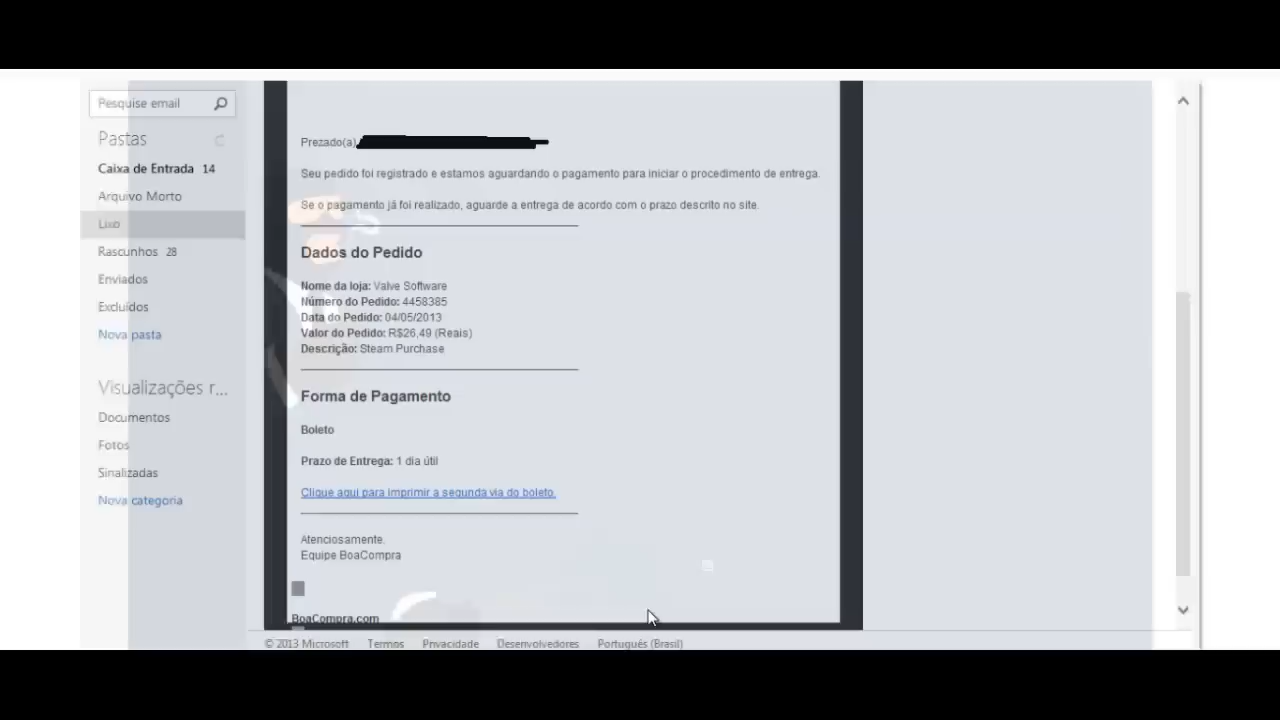 Pesquise email
Pastas
Caixa de Entrada 14
Arquivo Morto
Lixo
Rascunhos 28
Enviados
Excluídos
Nova pasta
Visualizações r...
Documentos
Fotos
Sinalizadas
Nova categoria
Prezado(a)
Seu pedido foi registrado e estamos aguardando o pagamento para iniciar o procedimento de entrega.
Se o pagamento já foi realizado, aguarde a entrega de acordo com o prazo descrito no site.
Dados do Pedido
Nome da loja: Valve Software
Número do Pedido: 4458385
Data do Pedido: 04/05/2013
Valor do Pedido: R$26,49 (Reais)
Descrição: Steam Purchase
Forma de Pagamento
Boleto
Prazo de Entrega: 1 dia útil
Clique aqui para imprimir a segunda via do boleto.
Atenciosamente.
Equipe BoaCompra
BoaCompra.com
© 2013 Microsoft Termos Privacidade Desenvolvedores Português (Brasil)